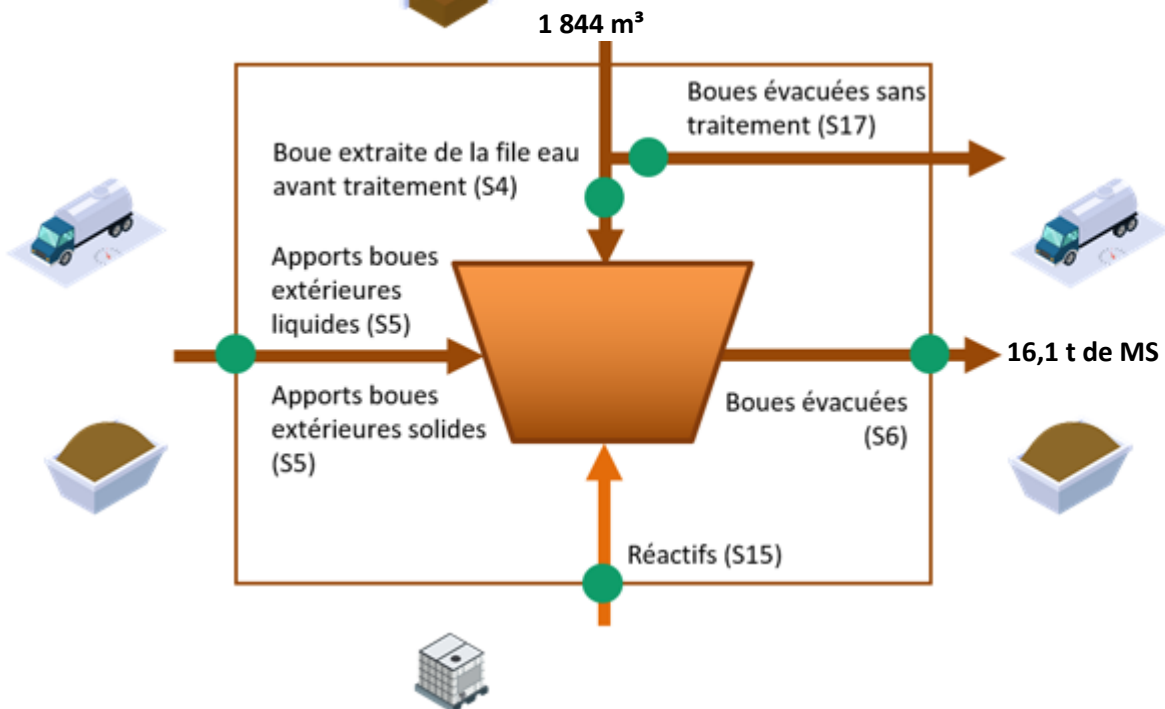 1 844 m³
Boues évacuées sans
traitement (S17)
Boue extraite de la file eau
avant traitement (S4)
Apports boues
extérieures
liquides (S5)
16,1 t de MS
Apports boues
extérieures solides
(S5)
Boues évacuées
(S6)
Réactifs (S15)